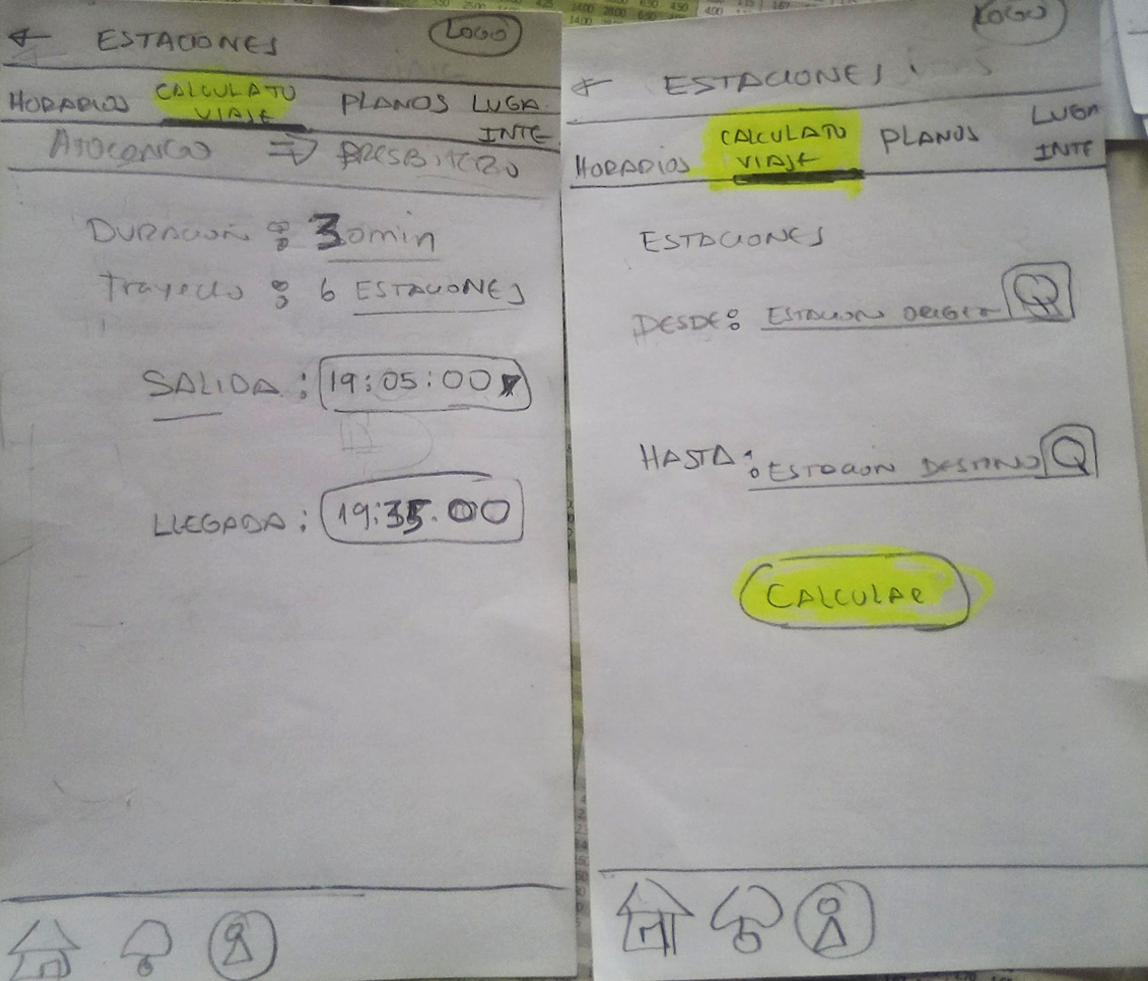 ← ESTACIONES LOGO
HORARIOS CALCULA TU PLANOS LUGA.
VIAJE INTE
ATOCONGO ⇒ PRESBITERO
DURACION : 30min
Trayecto : 6 ESTACIONES
SALIDA : 19:05:00
LLEGADA : 19:35.00
LOGO
← ESTACIONES
HORARIOS CALCULA TU PLANOS LUGA
VIAJE INTE
ESTACIONES
DESDE: ESTACION ORIGEN
HASTA: ESTACION DESTINO
CALCULAR